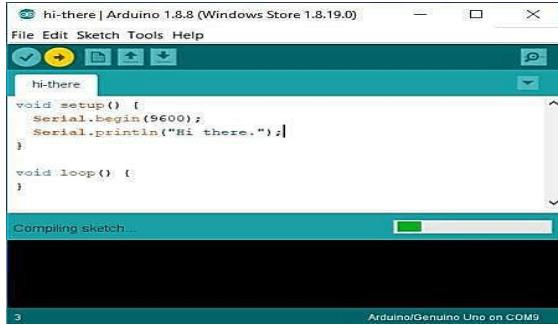 hi-there | Arduino 1.8.8 (Windows Store 1.8.19.0)
File Edit Sketch Tools Help
hi-there
void setup() {
  Serial.begin(9600);
  Serial.println("Hi there.");
}
void loop() {
}
Compiling sketch...
3 Arduino/Genuino Uno on COM9